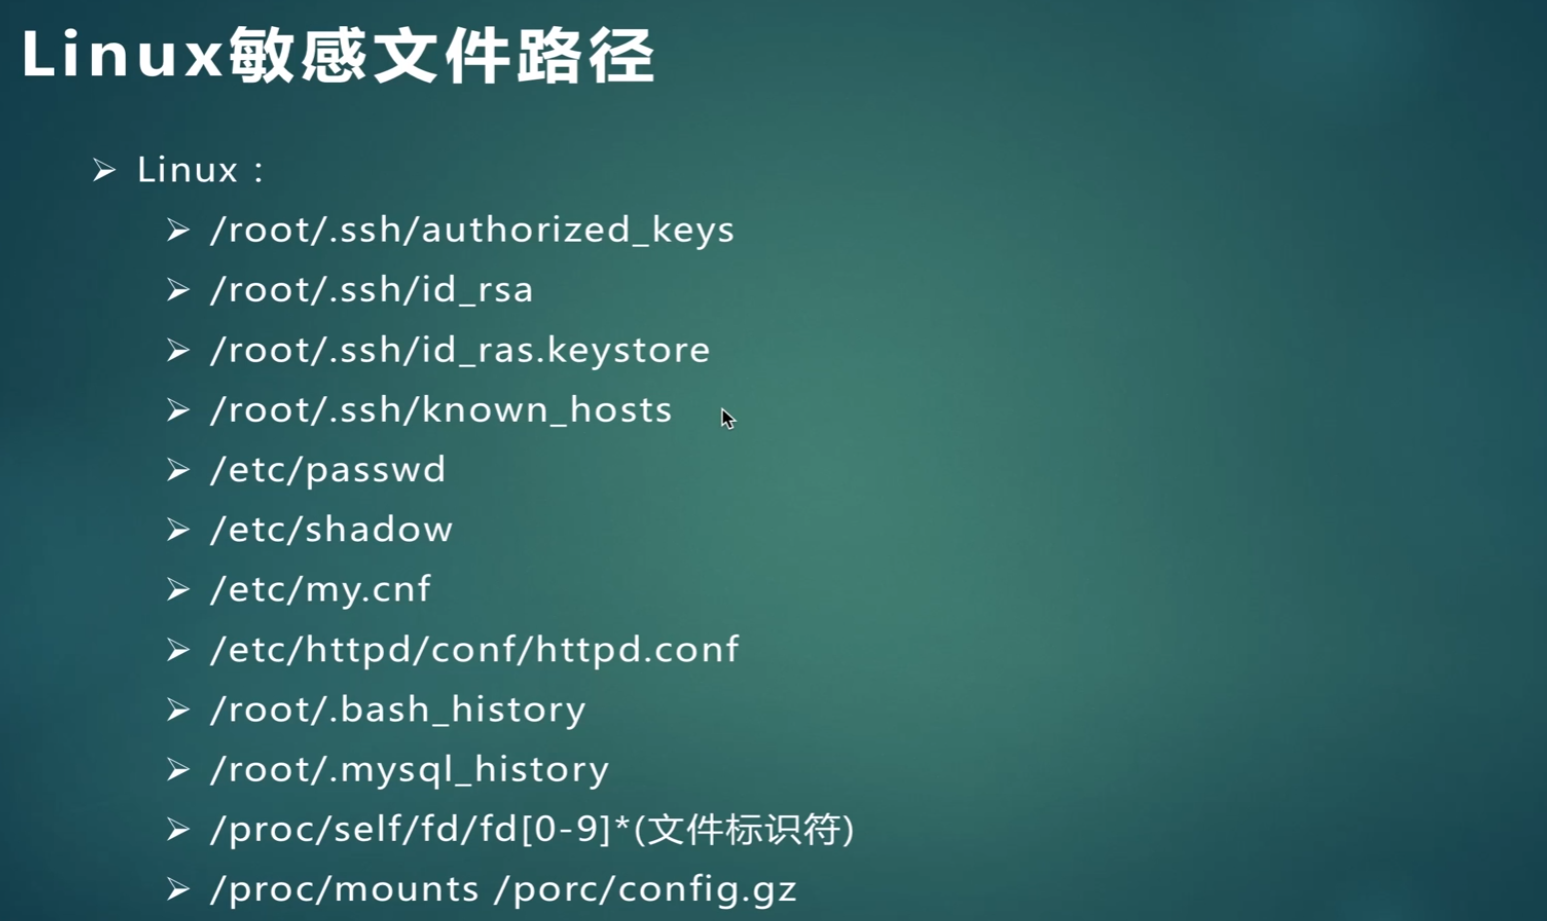 Linux敏感文件路径
Linux：
/root/.ssh/authorized_keys
/root/.ssh/id_rsa
/root/.ssh/id_ras.keystore
/root/.ssh/known_hosts
/etc/passwd
/etc/shadow
/etc/my.cnf
/etc/httpd/conf/httpd.conf
/root/.bash_history
/root/.mysql_history
/proc/self/fd/fd[0-9]*(文件标识符)
/proc/mounts /porc/config.gz